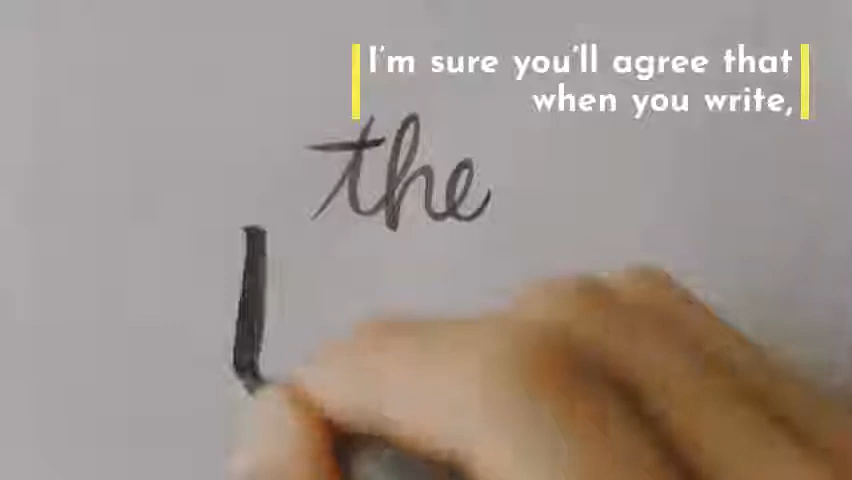 I'm sure you'll agree that
when you write,
the